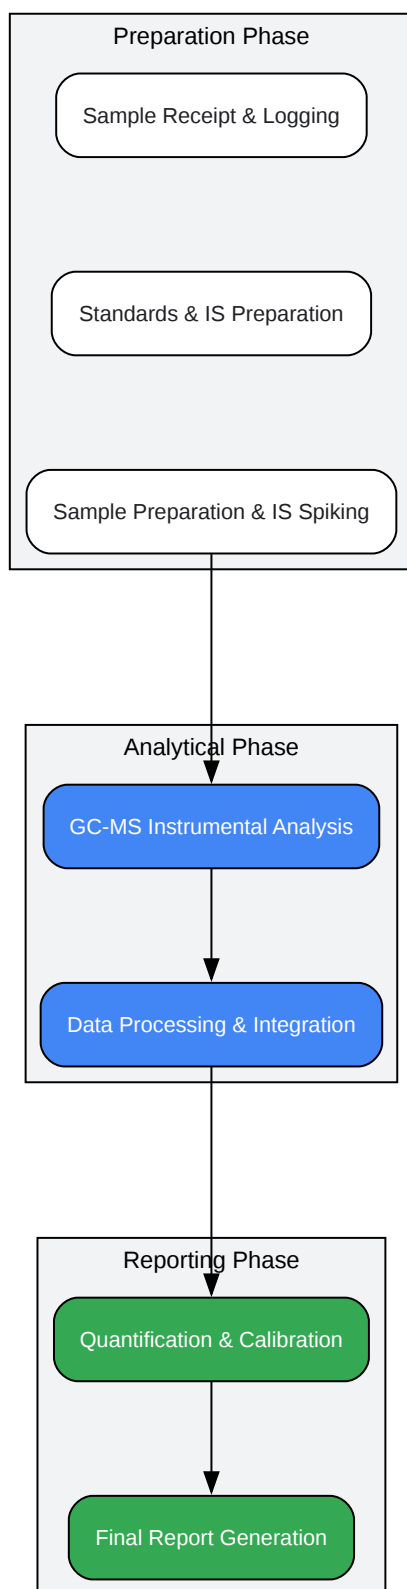 Preparation Phase
Sample Receipt & Logging
Standards & IS Preparation
Sample Preparation & IS Spiking
Analytical Phase
GC-MS Instrumental Analysis
Data Processing & Integration
Reporting Phase
Quantification & Calibration
Final Report Generation